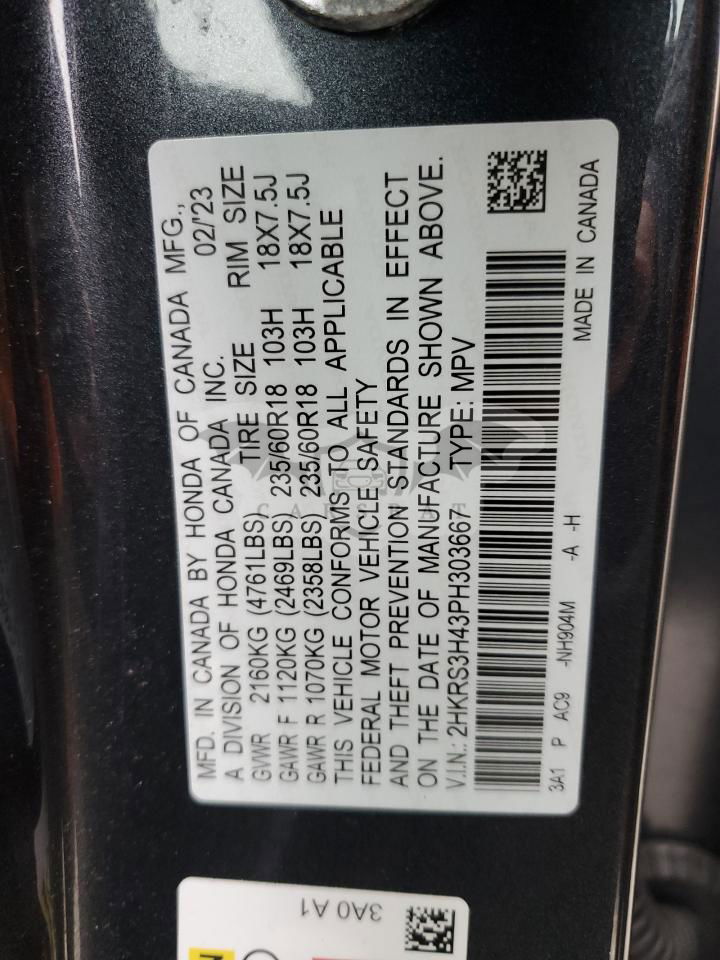 MFD. IN CANADA BY HONDA OF CANADA MFG.,
A DIVISION OF HONDA CANADA INC. 02/'23
GVWR 2160KG (4761LBS) TIRE SIZE RIM SIZE
GAWR F 1120KG (2469LBS) 235/60R18 103H 18X7.5J
GAWR R 1070KG (2358LBS) 235/60R18 103H 18X7.5J
THIS VEHICLE CONFORMS TO ALL APPLICABLE
FEDERAL MOTOR VEHICLE SAFETY
AND THEFT PREVENTION STANDARDS IN EFFECT
ON THE DATE OF MANUFACTURE SHOWN ABOVE.
V.I.N.: 2HKRS3H43PH303667 TYPE: MPV
3A1 P AC9 -NH904M -A -H
MADE IN CANADA
3A0 A1